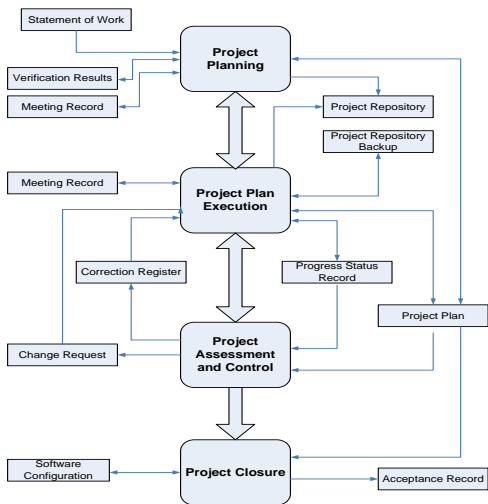 Statement of Work
Project
Planning
Verification Results
Meeting Record
Project Repository
Project Repository
Backup
Meeting Record
Project Plan
Execution
Correction Register
Progress Status
Record
Project Plan
Project
Assessment
and Control
Change Request
Software
Configuration
Project Closure
Acceptance Record